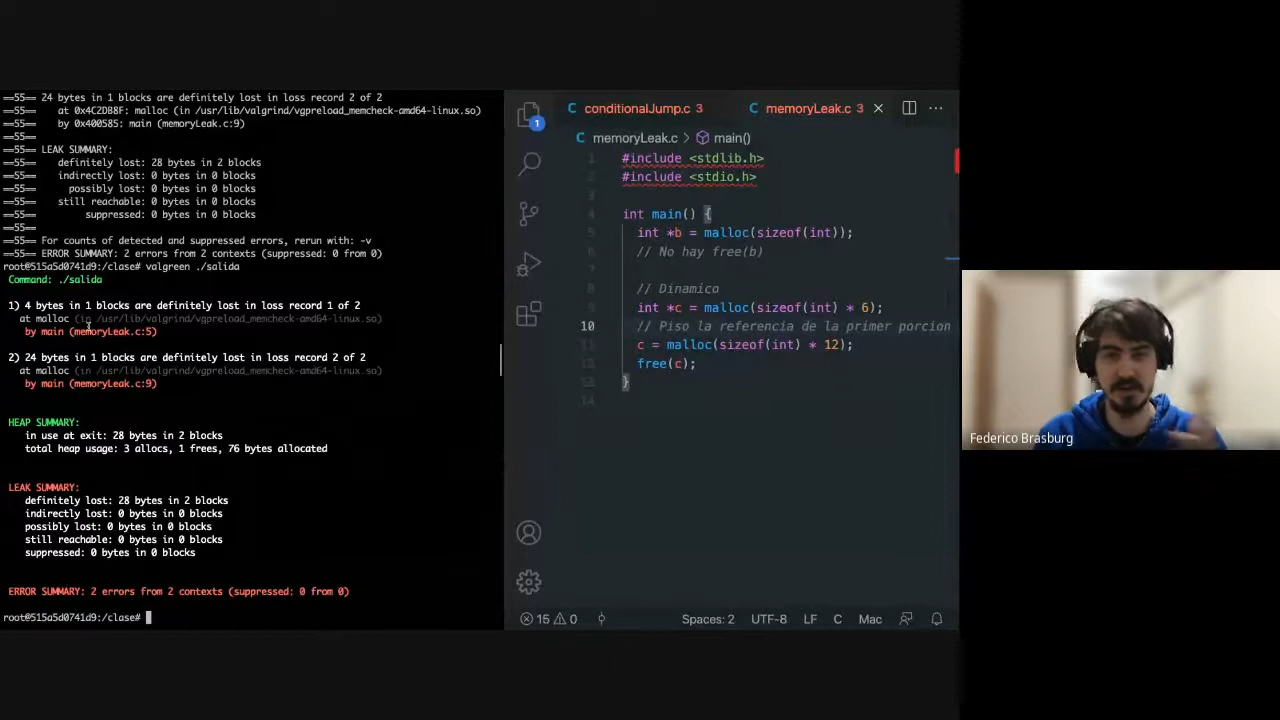 ==55== 24 bytes in 1 blocks are definitely lost in loss record 2 of 2
==55==    at 0x4C2DB8F: malloc (in /usr/lib/valgrind/vgpreload_memcheck-amd64-linux.so)
==55==    by 0x400585: main (memoryLeak.c:9)
==55==
==55== LEAK SUMMARY:
==55==    definitely lost: 28 bytes in 2 blocks
==55==    indirectly lost: 0 bytes in 0 blocks
==55==      possibly lost: 0 bytes in 0 blocks
==55==    still reachable: 0 bytes in 0 blocks
==55==         suppressed: 0 bytes in 0 blocks
==55==
==55== For counts of detected and suppressed errors, rerun with: -v
==55== ERROR SUMMARY: 2 errors from 2 contexts (suppressed: 0 from 0)
root@515a5d0741d9:/clase# valgreen ./salida
Command: ./salida
1) 4 bytes in 1 blocks are definitely lost in loss record 1 of 2
at malloc (in /usr/lib/valgrind/vgpreload_memcheck-amd64-linux.so)
by main (memoryLeak.c:5)
2) 24 bytes in 1 blocks are definitely lost in loss record 2 of 2
at malloc (in /usr/lib/valgrind/vgpreload_memcheck-amd64-linux.so)
by main (memoryLeak.c:9)
HEAP SUMMARY:
in use at exit: 28 bytes in 2 blocks
total heap usage: 3 allocs, 1 frees, 76 bytes allocated
LEAK SUMMARY:
definitely lost: 28 bytes in 2 blocks
indirectly lost: 0 bytes in 0 blocks
possibly lost: 0 bytes in 0 blocks
still reachable: 0 bytes in 0 blocks
suppressed: 0 bytes in 0 blocks
ERROR SUMMARY: 2 errors from 2 contexts (suppressed: 0 from 0)
root@515a5d0741d9:/clase#
1
C conditionalJump.c 3
C memoryLeak.c 3
C memoryLeak.c > main()
1 #include <stdlib.h>
2 #include <stdio.h>
3
4 int main() {
5 int *b = malloc(sizeof(int));
6 // No hay free(b)
7
8 // Dinamico
9 int *c = malloc(sizeof(int) * 6);
10 // Piso la referencia de la primer porcion
11 c = malloc(sizeof(int) * 12);
12 free(c);
13 }
14
15 0
Spaces: 2
UTF-8
LF
C
Mac
Federico Brasburg